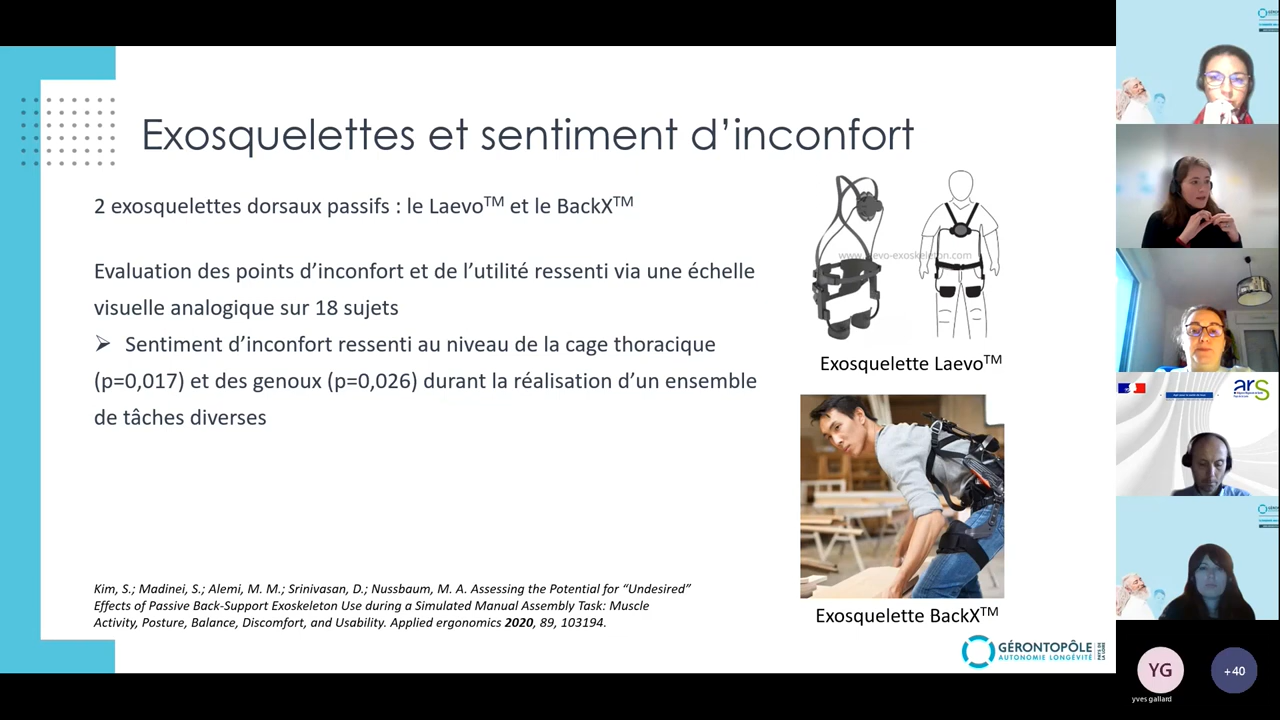 Exosquelettes et sentiment d’inconfort
2 exosquelettes dorsaux passifs : le Laevo™ et le BackX™
Evaluation des points d’inconfort et de l’utilité ressenti via une échelle
visuelle analogique sur 18 sujets
➢ Sentiment d’inconfort ressenti au niveau de la cage thoracique
(p=0,017) et des genoux (p=0,026) durant la réalisation d’un ensemble
de tâches diverses
Exosquelette Laevo™
Exosquelette BackX™
Kim, S.; Madinei, S.; Alemi, M. M.; Srinivasan, D.; Nussbaum, M. A. Assessing the Potential for “Undesired”
Effects of Passive Back-Support Exoskeleton Use during a Simulated Manual Assembly Task: Muscle
Activity, Posture, Balance, Discomfort, and Usability. Applied ergonomics 2020, 89, 103194.
GÉRONTOPÔLE
AUTONOMIE LONGÉVITÉ
PAYS DE
LA LOIRE
ars
YG
+40
yves gallard